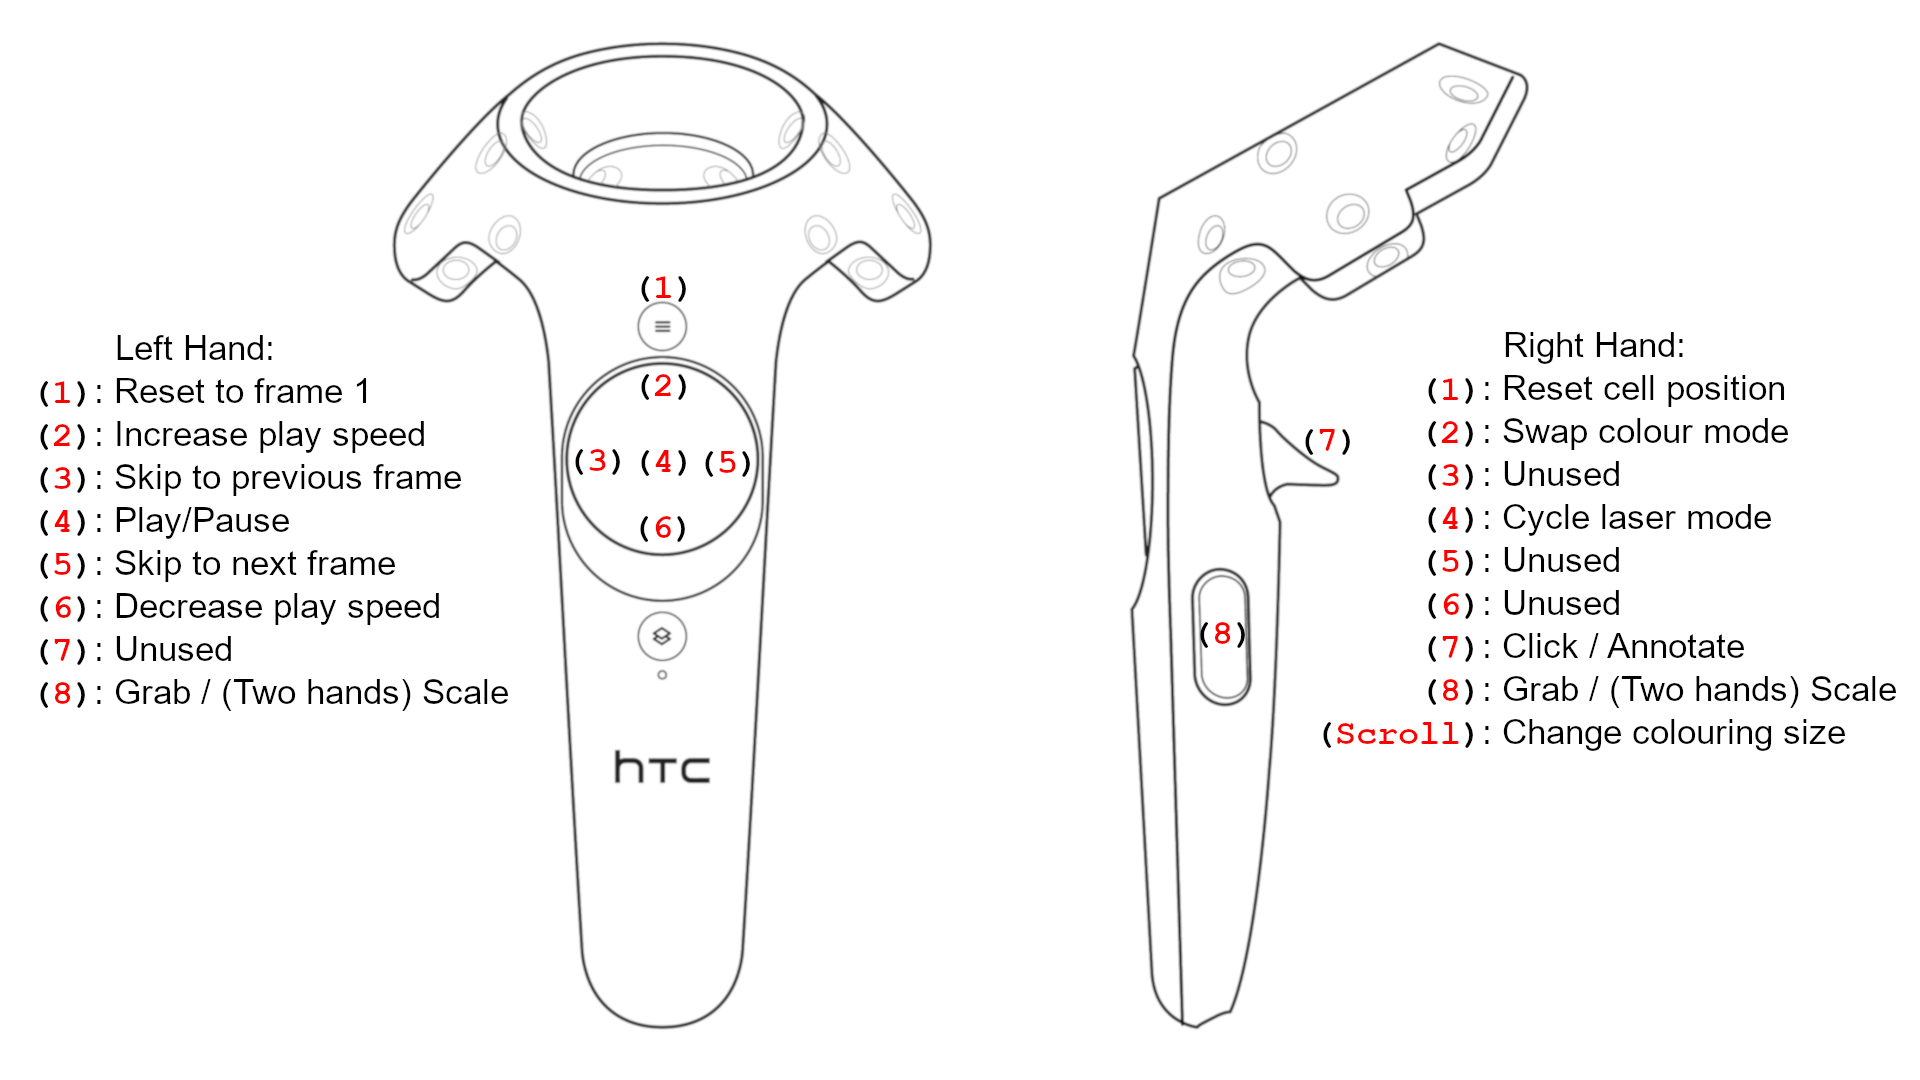 (1)
(2)
(3) (4) (5)
(6)
htc
Left Hand:
(1): Reset to frame 1
(2): Increase play speed
(3): Skip to previous frame
(4): Play/Pause
(5): Skip to next frame
(6): Decrease play speed
(7): Unused
(8): Grab / (Two hands) Scale
(7)
(8)
Right Hand:
(1): Reset cell position
(2): Swap colour mode
(3): Unused
(4): Cycle laser mode
(5): Unused
(6): Unused
(7): Click / Annotate
(8): Grab / (Two hands) Scale
(Scroll): Change colouring size